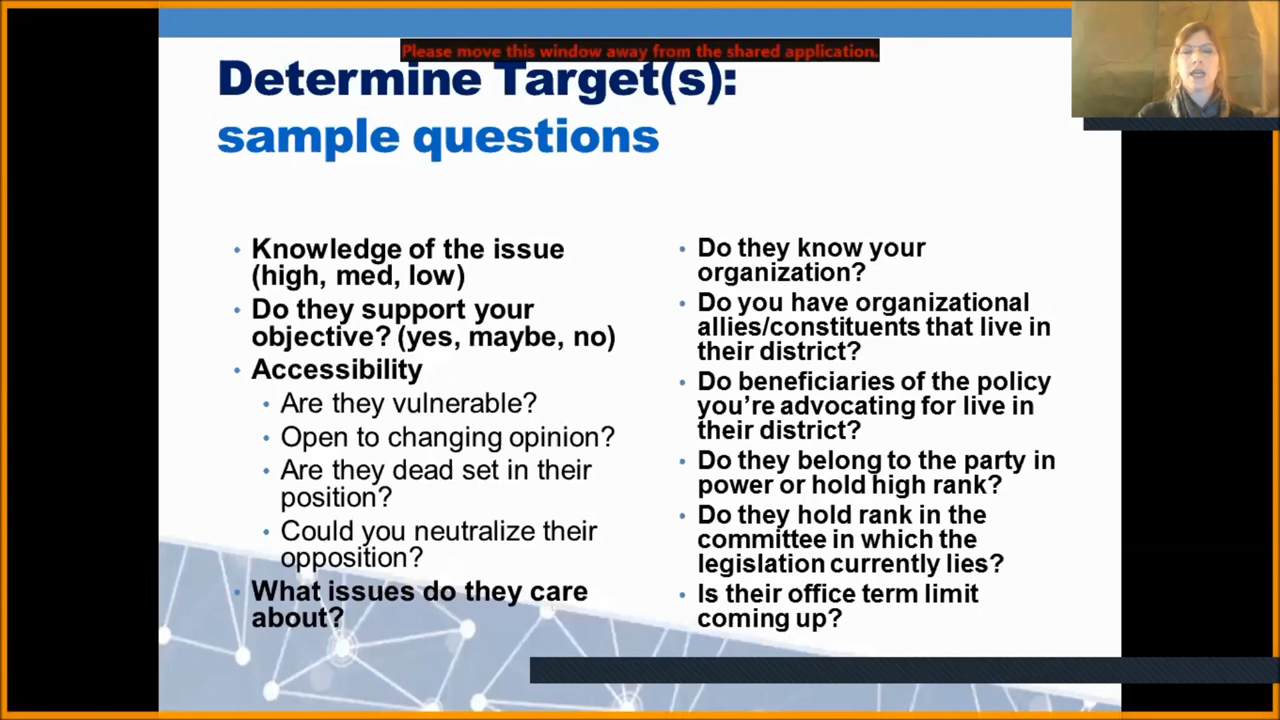 Please move this window away from the shared application.
Determine Target(s):
sample questions
• Knowledge of the issue
(high, med, low)
• Do they support your
objective? (yes, maybe, no)
• Accessibility
• Are they vulnerable?
• Open to changing opinion?
• Are they dead set in their
position?
• Could you neutralize their
opposition?
• What issues do they care
about?
• Do they know your
organization?
• Do you have organizational
allies/constituents that live in
their district?
• Do beneficiaries of the policy
you’re advocating for live in
their district?
• Do they belong to the party in
power or hold high rank?
• Do they hold rank in the
committee in which the
legislation currently lies?
• Is their office term limit
coming up?